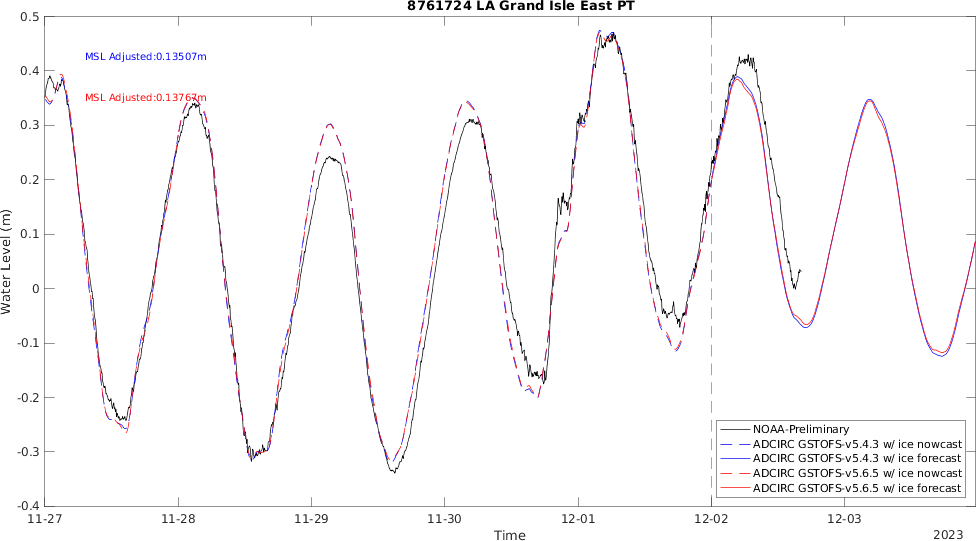 8761724 LA Grand Isle East PT
MSL Adjusted:0.13507m
MSL Adjusted:0.13767m
Water Level (m)
0.5
0.4
0.3
0.2
0.1
0
-0.1
-0.2
-0.3
-0.4
NOAA-Preliminary
ADCIRC GSTOFS-v5.4.3 w/ ice nowcast
ADCIRC GSTOFS-v5.4.3 w/ ice forecast
ADCIRC GSTOFS-v5.6.5 w/ ice nowcast
ADCIRC GSTOFS-v5.6.5 w/ ice forecast
11-27 11-28 11-29 11-30 12-01 12-02 12-03
Time
2023